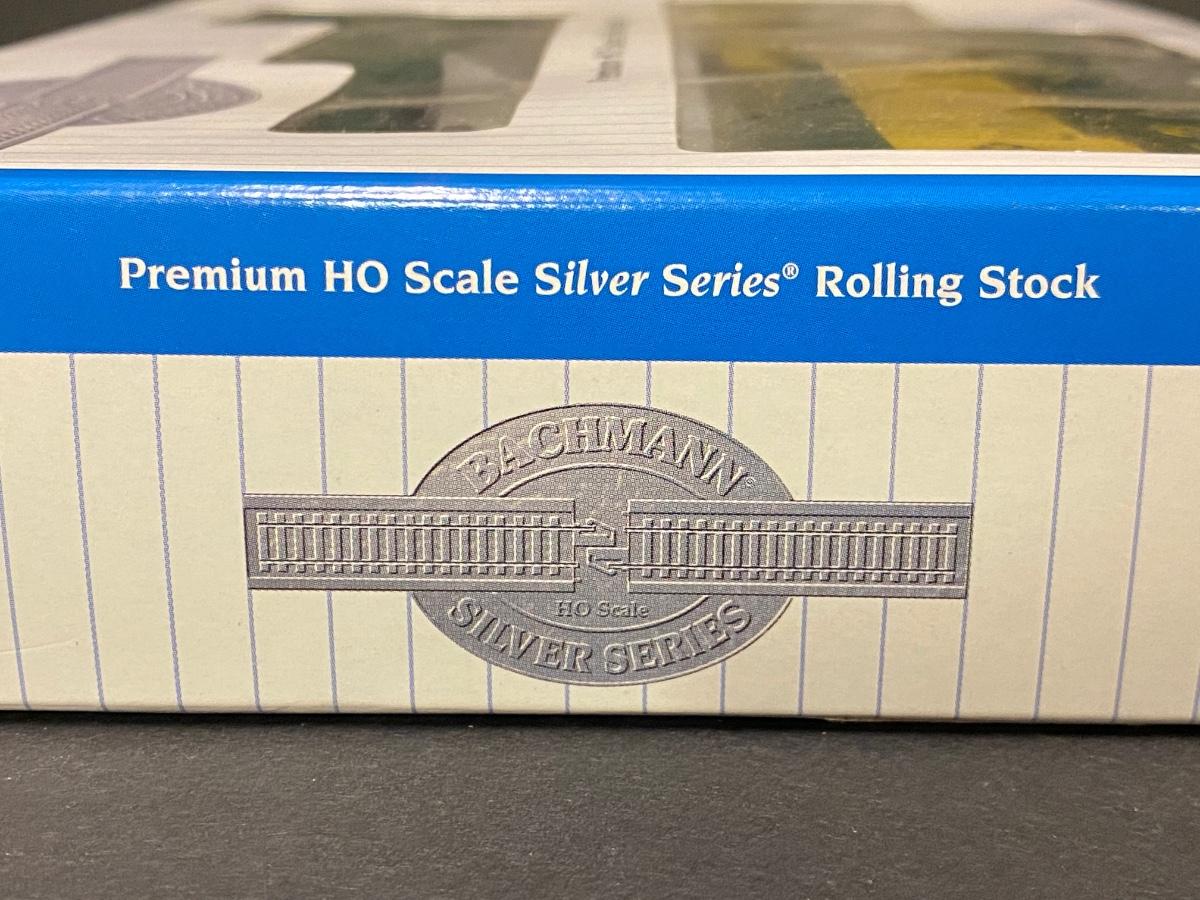 Premium HO Scale Silver Series® Rolling Stock
BACHMANN®
HO Scale
SILVER SERIES